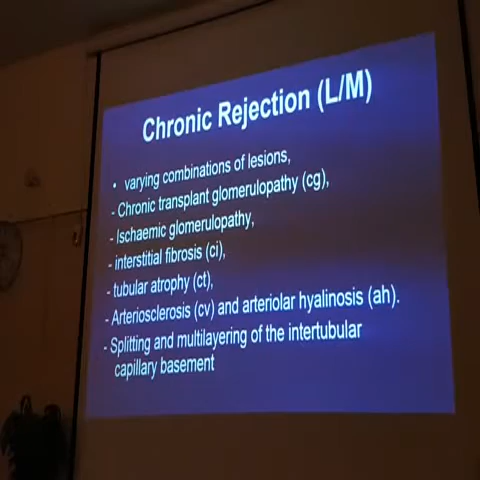 Chronic Rejection (L/M)
• varying combinations of lesions,
- Chronic transplant glomerulopathy (cg),
- Ischaemic glomerulopathy,
- interstitial fibrosis (ci),
- tubular atrophy (ct),
- Arteriosclerosis (cv) and arteriolar hyalinosis (ah).
- Splitting and multilayering of the intertubular
capillary basement